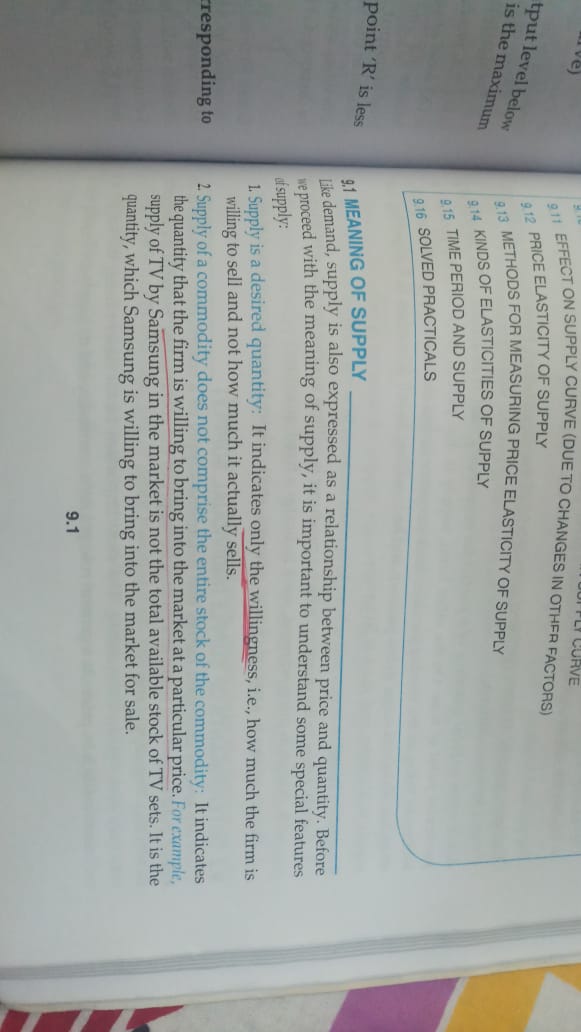 tput level below
is the maximum
point 'R' is less
rresponding to
9.11 EFFECT ON SUPPLY CURVE (DUE TO CHANGES IN OTHER FACTORS)
9.12 PRICE ELASTICITY OF SUPPLY
9.13 METHODS FOR MEASURING PRICE ELASTICITY OF SUPPLY
9.14 KINDS OF ELASTICITIES OF SUPPLY
9.15 TIME PERIOD AND SUPPLY
9.16 SOLVED PRACTICALS
9.1 MEANING OF SUPPLY
Like demand, supply is also expressed as a relationship between price and quantity. Before
we proceed with the meaning of supply, it is important to understand some special features
of supply:
1. Supply is a desired quantity: It indicates only the willingness, i.e., how much the firm is
willing to sell and not how much it actually sells.
2. Supply of a commodity does not comprise the entire stock of the commodity: It indicates
the quantity that the firm is willing to bring into the market at a particular price. For example,
supply of TV by Samsung in the market is not the total available stock of TV sets. It is the
quantity, which Samsung is willing to bring into the market for sale.
9.1